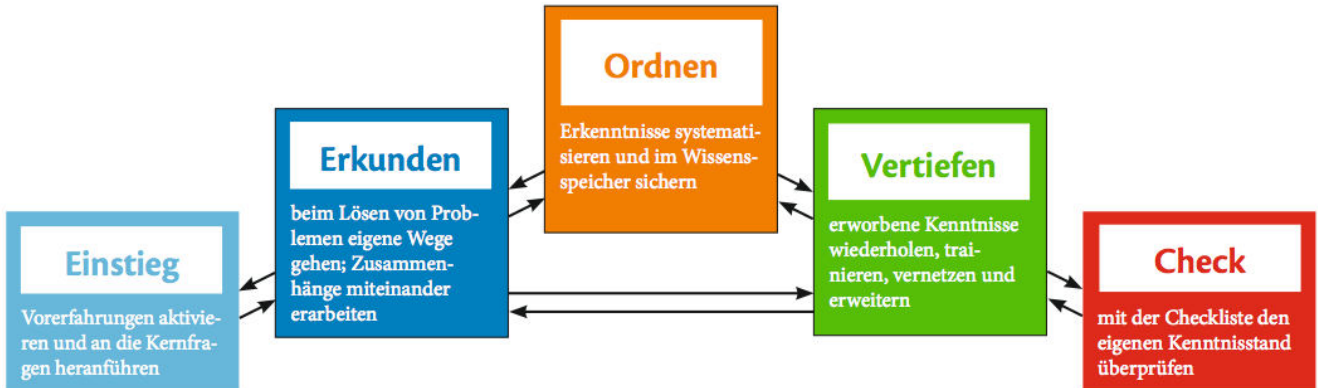 Einstieg
Vorerfahrungen aktivie-
ren und an die Kernfra-
gen heranführen
Erkunden
beim Lösen von Prob-
lemen eigene Wege
gehen; Zusammen-
hänge miteinander
erarbeiten
Ordnen
Erkenntnisse systemati-
sieren und im Wissens-
speicher sichern
Vertiefen
erworbene Kenntnisse
wiederholen, trai-
nieren, vernetzen und
erweitern
Check
mit der Checkliste den
eigenen Kenntnisstand
überprüfen